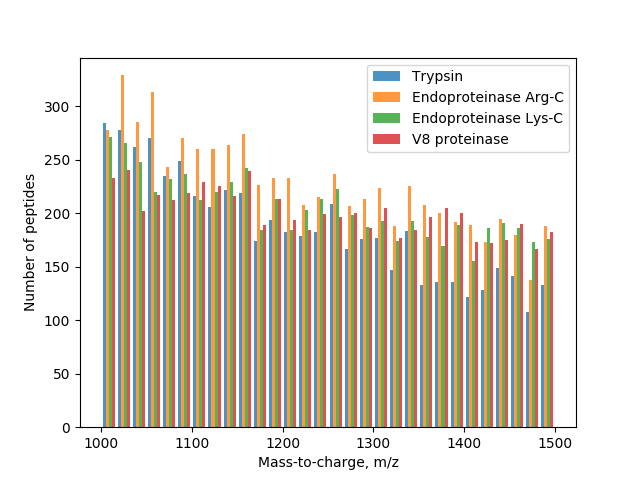 Trypsin
Endoproteinase Arg-C
Endoproteinase Lys-C
V8 proteinase
300
250
200
150
100
50
0
Number of peptides
1000 1100 1200 1300 1400 1500
Mass-to-charge, m/z